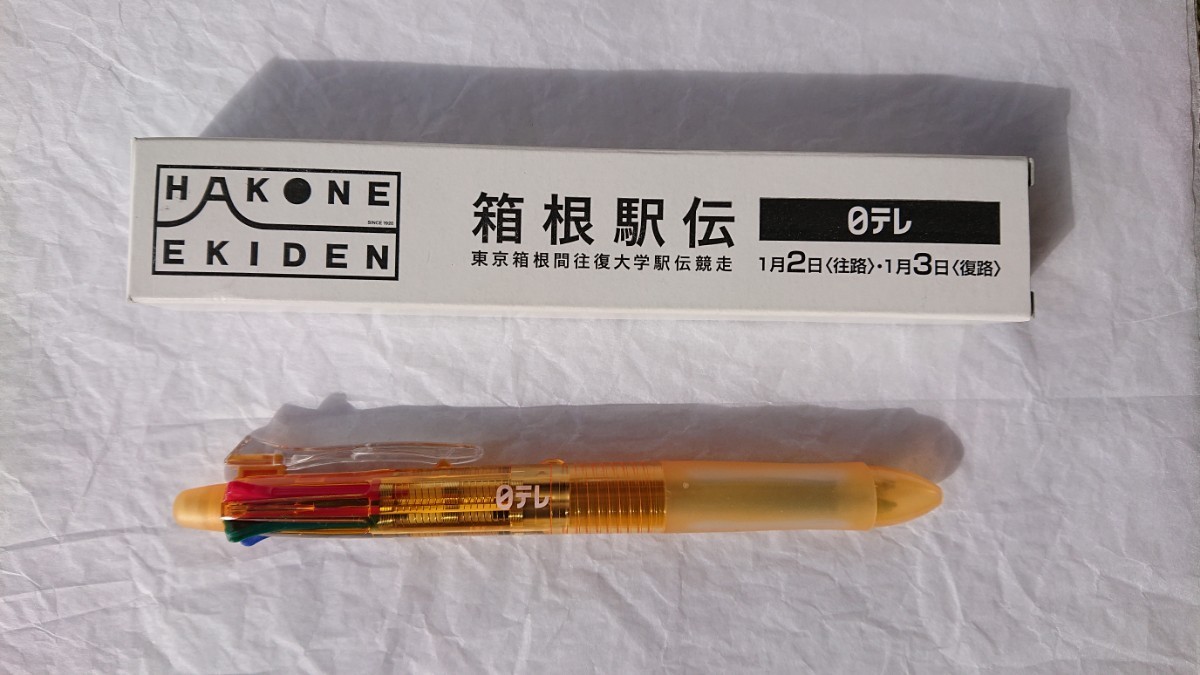 HAKONE
SINCE 1920
EKIDEN
箱根駅伝
東京箱根間往復大学駅伝競走
日テレ
1月2日〈往路〉・1月3日〈復路〉
日テレ